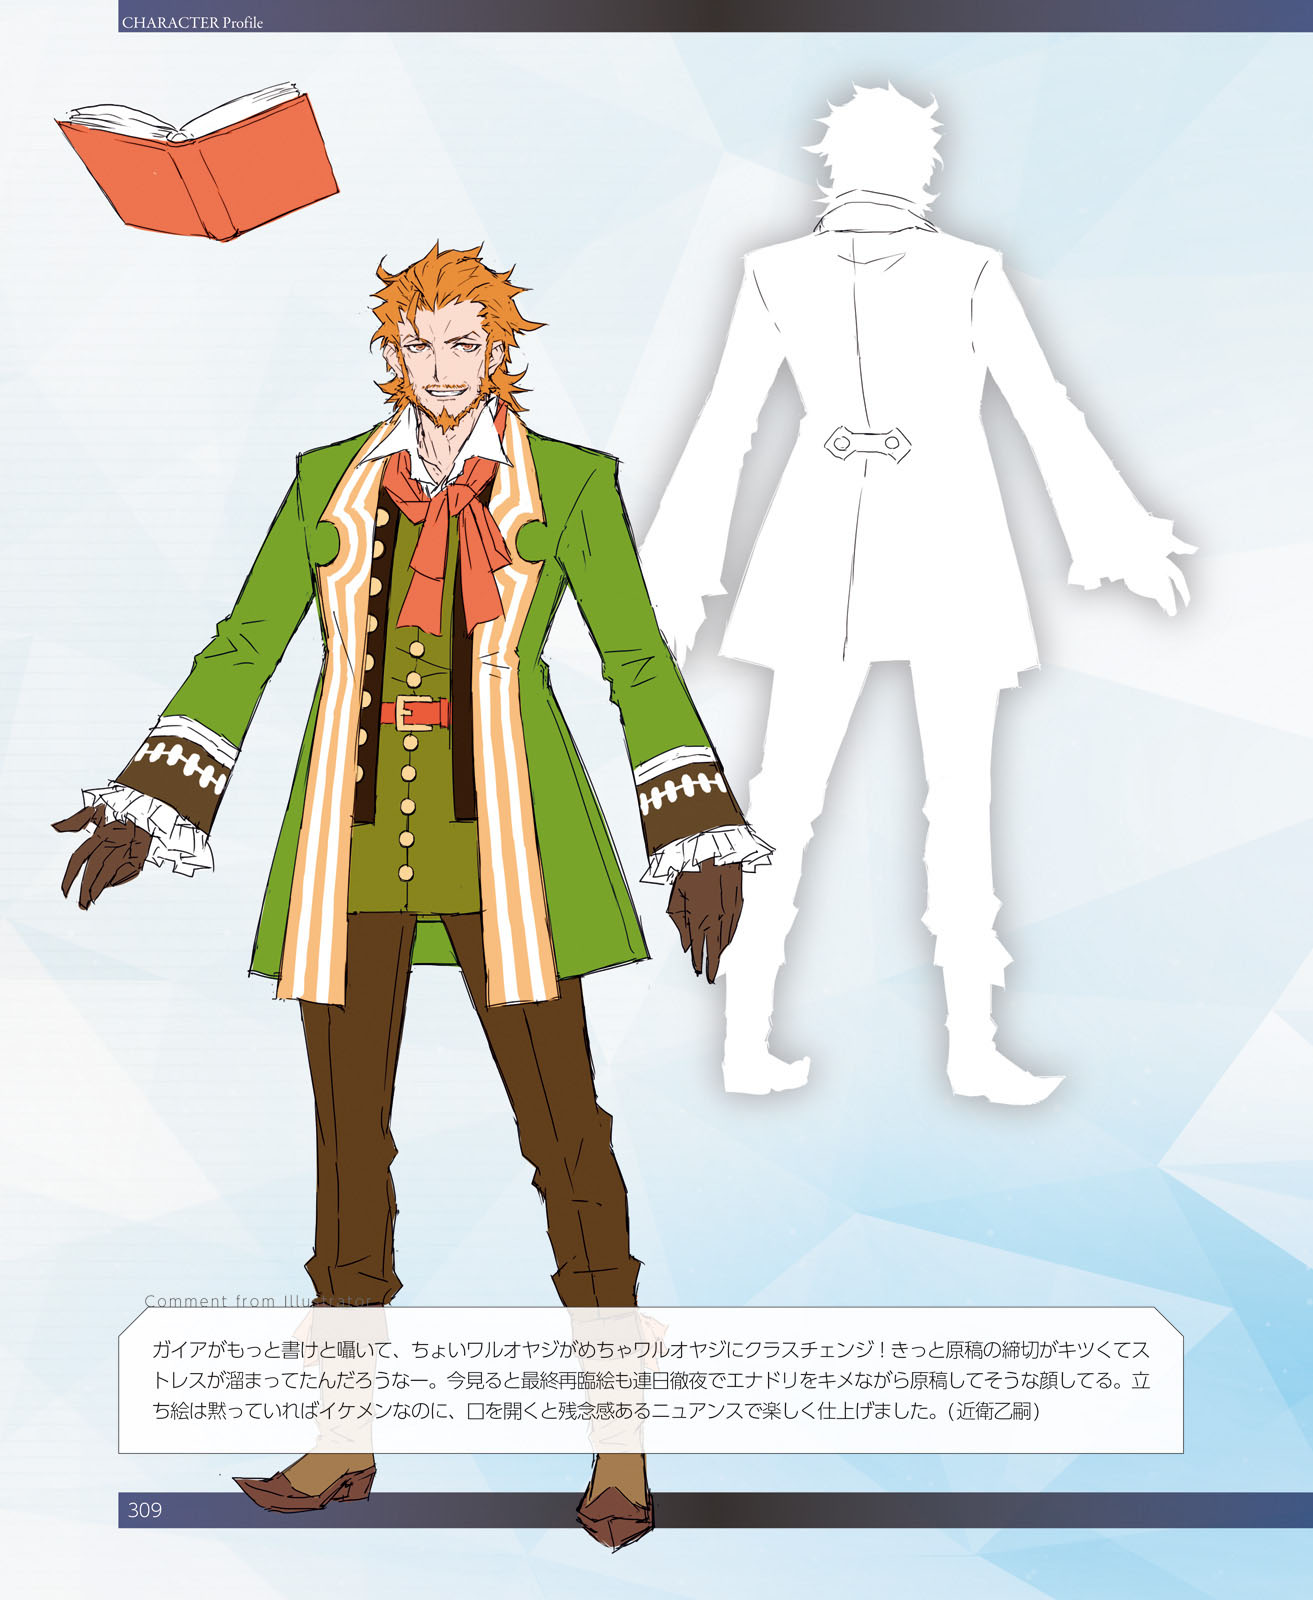 CHARACTER Profile
Comment from Illustrator
ガイアがもっと書けと囁いて、ちょいワルオヤジがめちゃワルオヤジにクラスチェンジ！きっと原稿の締切がキツくてス
トレスが溜まってたんだろうなー。今見ると最終再臨絵も連日徹夜でエナドリをキメながら原稿してそうな顔してる。立
ち絵は黙っていればイケメンなのに、口を開くと残念感あるニュアンスで楽しく仕上げました。(近衛乙嗣)
309